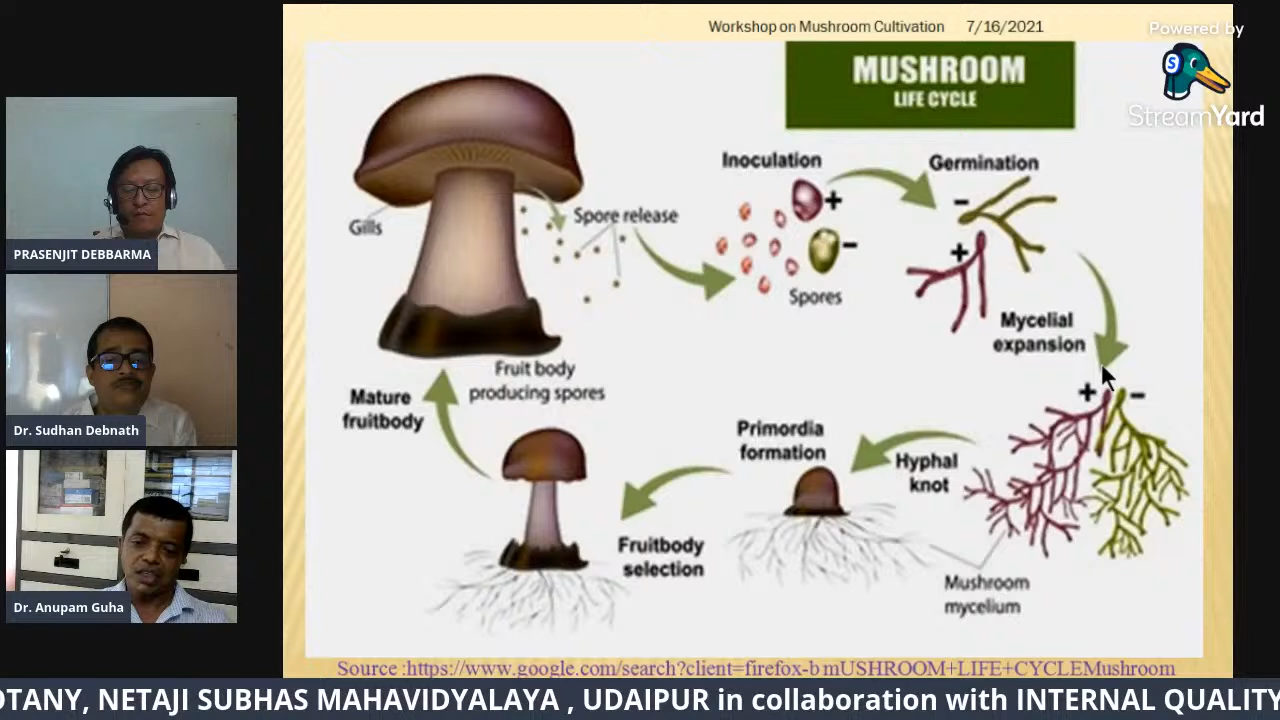 Workshop on Mushroom Cultivation 7/16/2021
Powered by
StreamYard
MUSHROOM
LIFE CYCLE
Inoculation
Germination
Gills
Spore release
+
-
-
+
Spores
Mycelial
expansion
+
-
Fruit body
producing spores
Mature
fruitbody
Primordia
formation
Hyphal
knot
Fruitbody
selection
Mushroom
mycelium
Source :https://www.google.com/search?client=firefox-b mUSHROOM+LIFE+CYCLEMushroom
PRASENJIT DEBBARMA
Dr. Sudhan Debnath
Dr. Anupam Guha
OTANY, NETAJI SUBHAS MAHAVIDYALAYA , UDAIPUR in collaboration with INTERNAL QUALITY